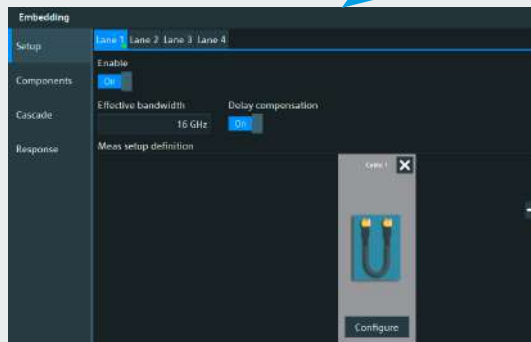 Embedding
Setup
Components
Cascade
Response
Lane 1 Lane 2 Lane 3 Lane 4
Enable
On
Effective bandwidth
16 GHz
Delay compensation
On
Meas setup definition
Configure